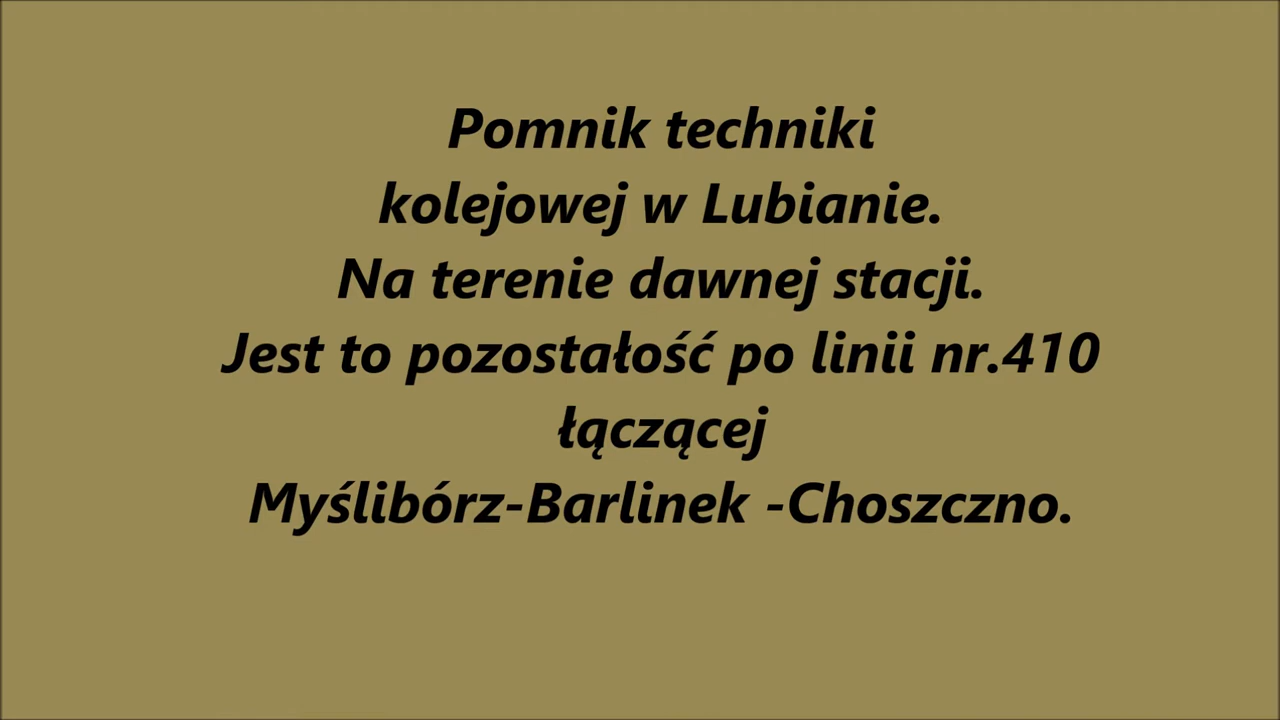 Pomnik techniki
kolejowej w Lubianie.
Na terenie dawnej stacji.
Jest to pozostałość po linii nr.410
łączącej
Myślibórz-Barlinek -Choszczno.